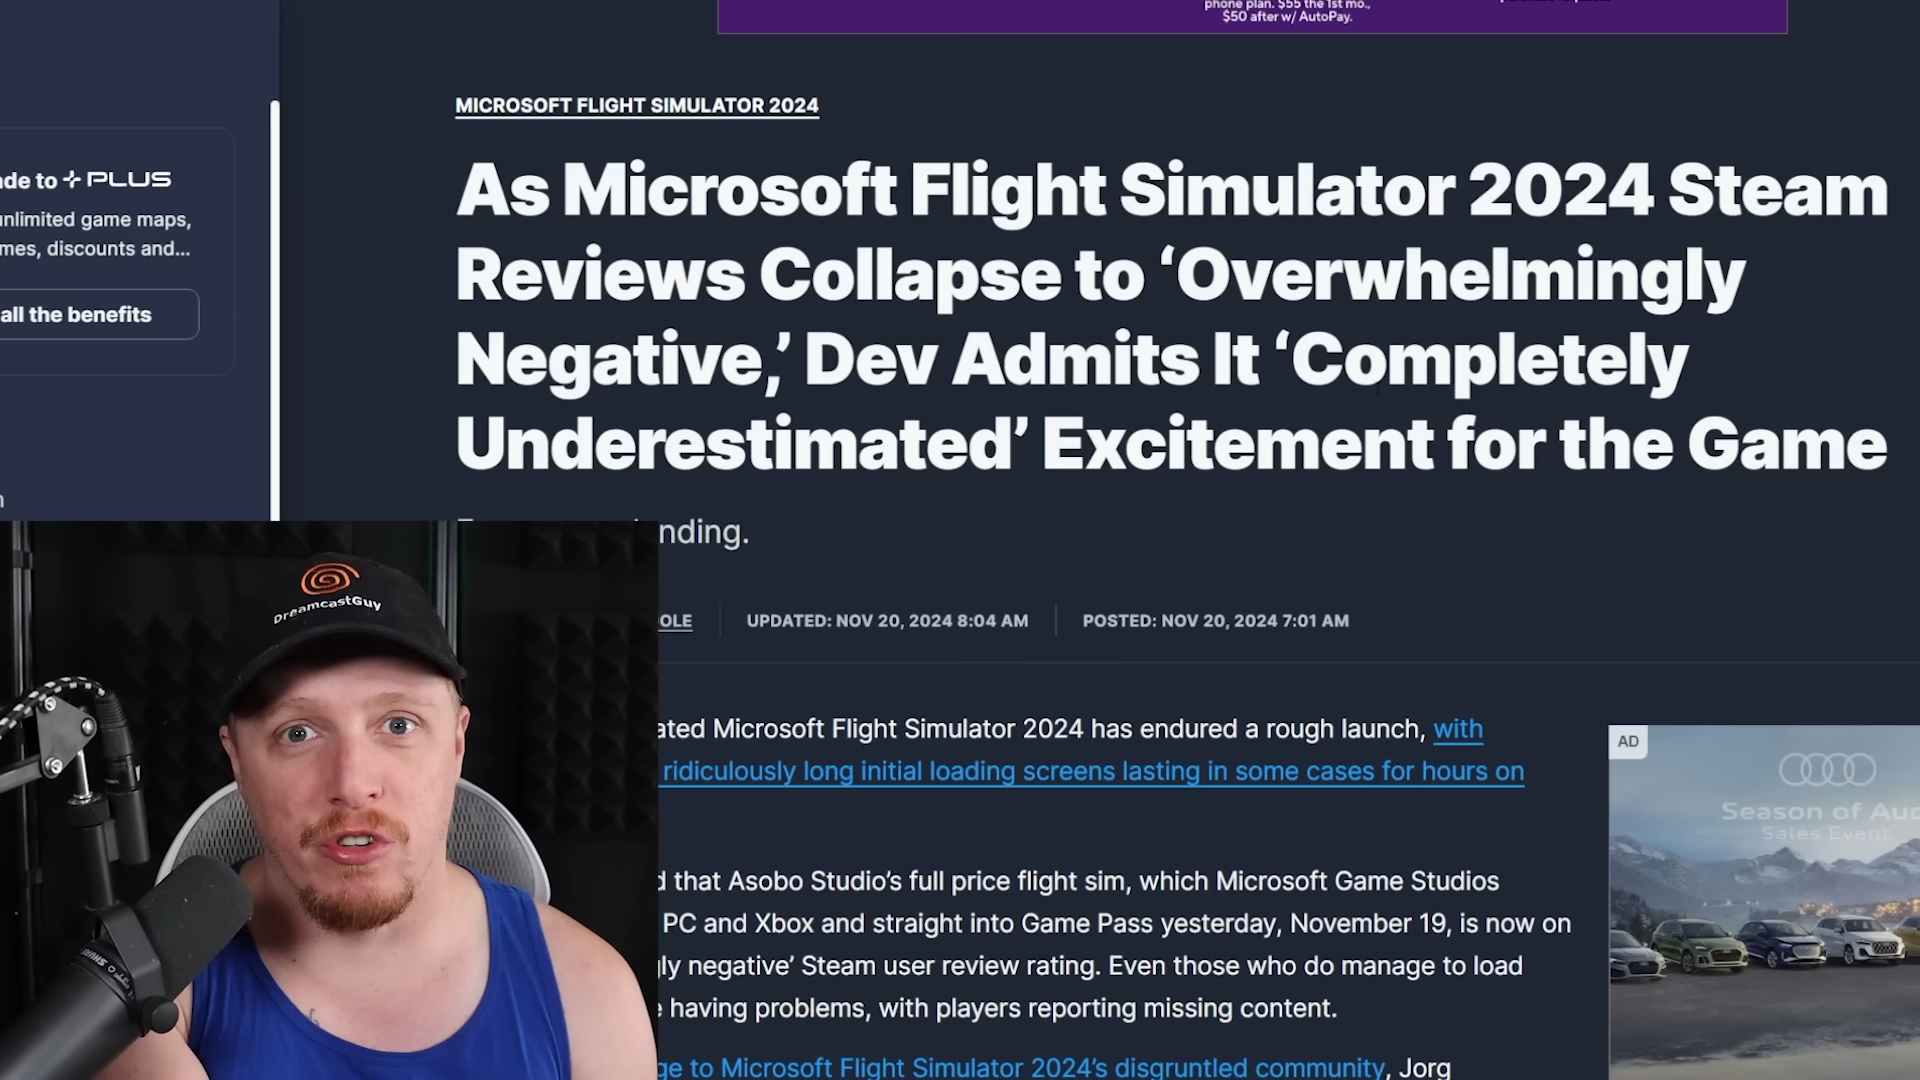 phone plan. $55 the 1st mo.,
$50 after w/ AutoPay.
MICROSOFT FLIGHT SIMULATOR 2024
As Microsoft Flight Simulator 2024 Steam
Reviews Collapse to ‘Overwhelmingly
Negative,’ Dev Admits It ‘Completely
Underestimated’ Excitement for the Game
nding.
OLE
UPDATED: NOV 20, 2024 8:04 AM
POSTED: NOV 20, 2024 7:01 AM
ated Microsoft Flight Simulator 2024 has endured a rough launch, with
ridiculously long initial loading screens lasting in some cases for hours on
d that Asobo Studio’s full price flight sim, which Microsoft Game Studios
PC and Xbox and straight into Game Pass yesterday, November 19, is now on
ly negative’ Steam user review rating. Even those who do manage to load
having problems, with players reporting missing content.
ge to Microsoft Flight Simulator 2024’s disgruntled community, Jorg
ade to PLUS
unlimited game maps,
mes, discounts and...
all the benefits
DreamcastGuy
AD
Season of Aud
Sales Event